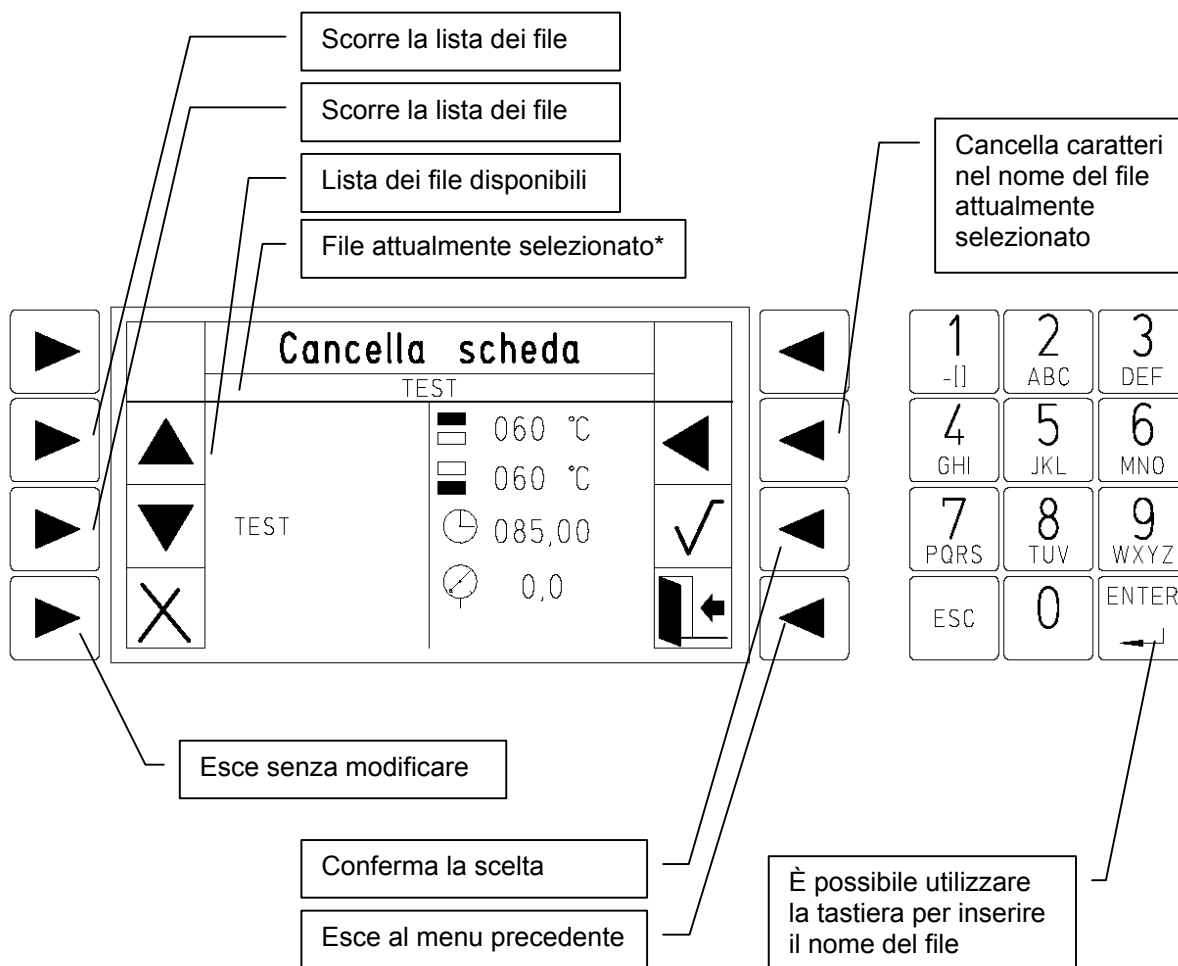 Scorre la lista dei file
Scorre la lista dei file
Lista dei file disponibili
File attualmente selezionato*
Cancella caratteri
nel nome del file
attualmente
selezionato
Cancella scheda
TEST
060 °C
060 °C
TEST
085,00
0,0
1
-[]
2
ABC
3
DEF
4
GHI
5
JKL
6
MNO
7
PQRS
8
TUV
9
WXYZ
ESC
0
ENTER
Esce senza modificare
Conferma la scelta
Esce al menu precedente
È possibile utilizzare
la tastiera per inserire
il nome del file